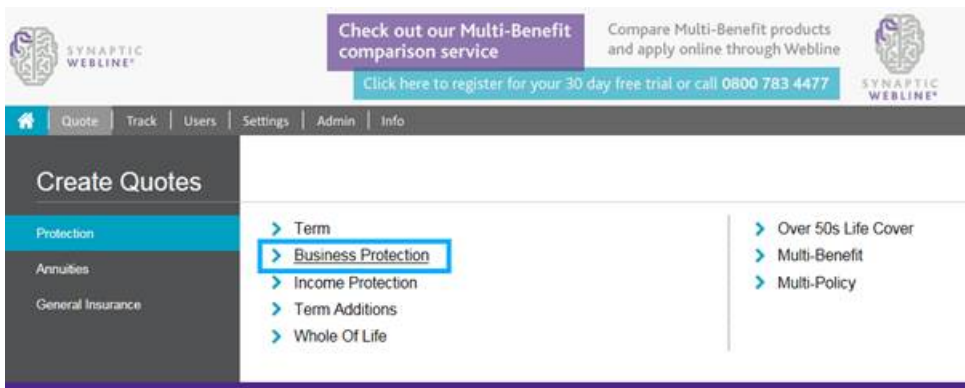 SYNAPTIC
WEBLINE®
Check out our Multi-Benefit
comparison service
Compare Multi-Benefit products
and apply online through Webline
Click here to register for your 30 day free trial or call 0800 783 4477
SYNAPTIC
WEBLINE®
Quote | Track | Users | Settings | Admin | Info
Create Quotes
Protection
Annuities
General Insurance
Term
Business Protection
Income Protection
Term Additions
Whole Of Life
Over 50s Life Cover
Multi-Benefit
Multi-Policy